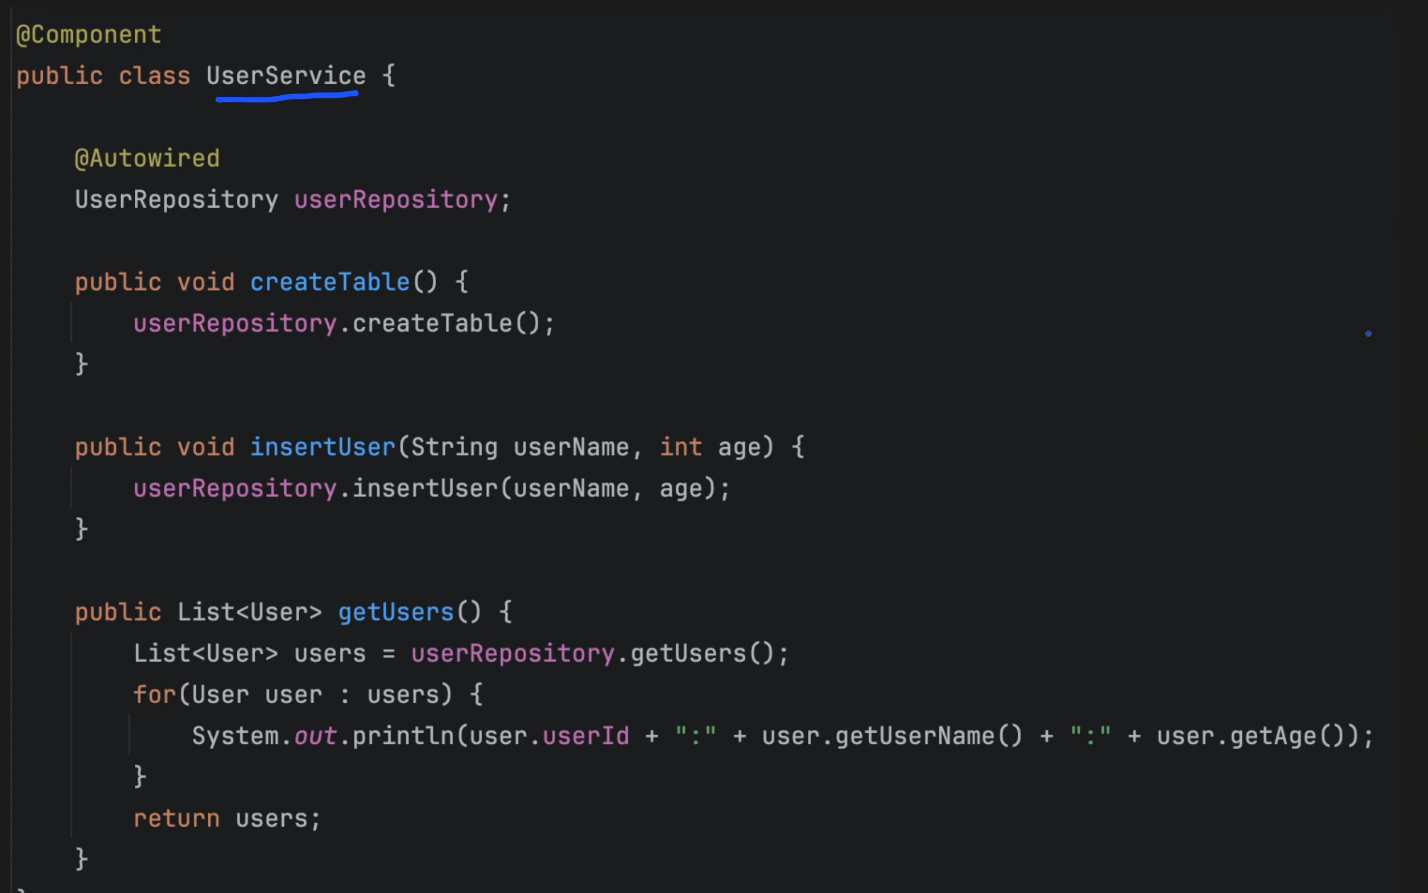 @Component
public class UserService {
@Autowired
UserRepository userRepository;
public void createTable() {
userRepository.createTable();
}
public void insertUser(String userName, int age) {
userRepository.insertUser(userName, age);
}
public List<User> getUsers() {
List<User> users = userRepository.getUsers();
for(User user : users) {
System.out.println(user.userId + ":" + user.getUserName() + ":" + user.getAge());
}
return users;
}